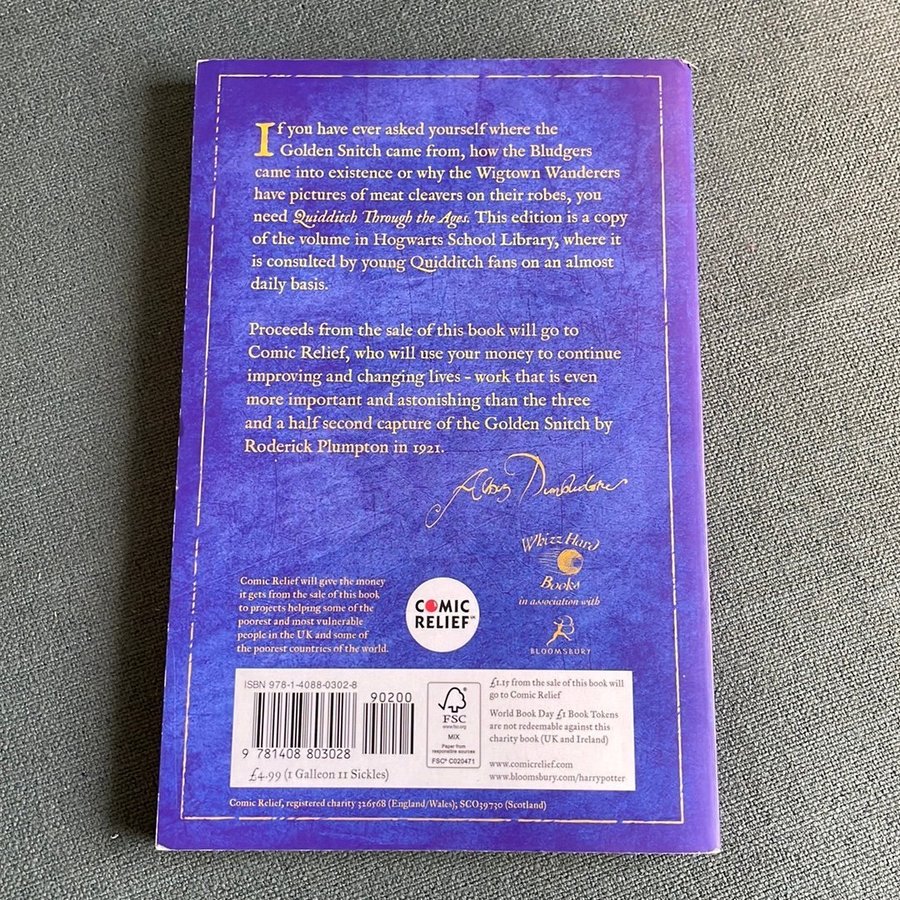 If you have ever asked yourself where the
Golden Snitch came from, how the Bludgers
came into existence or why the Wigtown Wanderers
have pictures of meat cleavers on their robes, you
need Quidditch Through the Ages. This edition is a copy
of the volume in Hogwarts School Library, where it
is consulted by young Quidditch fans on an almost
daily basis.
Proceeds from the sale of this book will go to
Comic Relief, who will use your money to continue
improving and changing lives – work that is even
more important and astonishing than the three
and a half second capture of the Golden Snitch by
Roderick Plumpton in 1921.
Albus Dumbledore
Whizz Hard
Books
in association with
BLOOMSBURY
Comic Relief will give the money
it gets from the sale of this book
to projects helping some of the
poorest and most vulnerable
people in the UK and some of
the poorest countries of the world.
COMIC
RELIEF UK
ISBN 978-1-4088-0302-8
90200
9 781408 803028
£4.99 (1 Galleon 11 Sickles)
FSC
www.fsc.org
MIX
Paper from
responsible sources
FSC® C020471
£1.15 from the sale of this book will
go to Comic Relief
World Book Day £1 Book Tokens
are not redeemable against this
charity book (UK and Ireland)
www.comicrelief.com
www.bloomsbury.com/harrypotter
Comic Relief, registered charity 326568 (England/Wales); SCO39730 (Scotland)